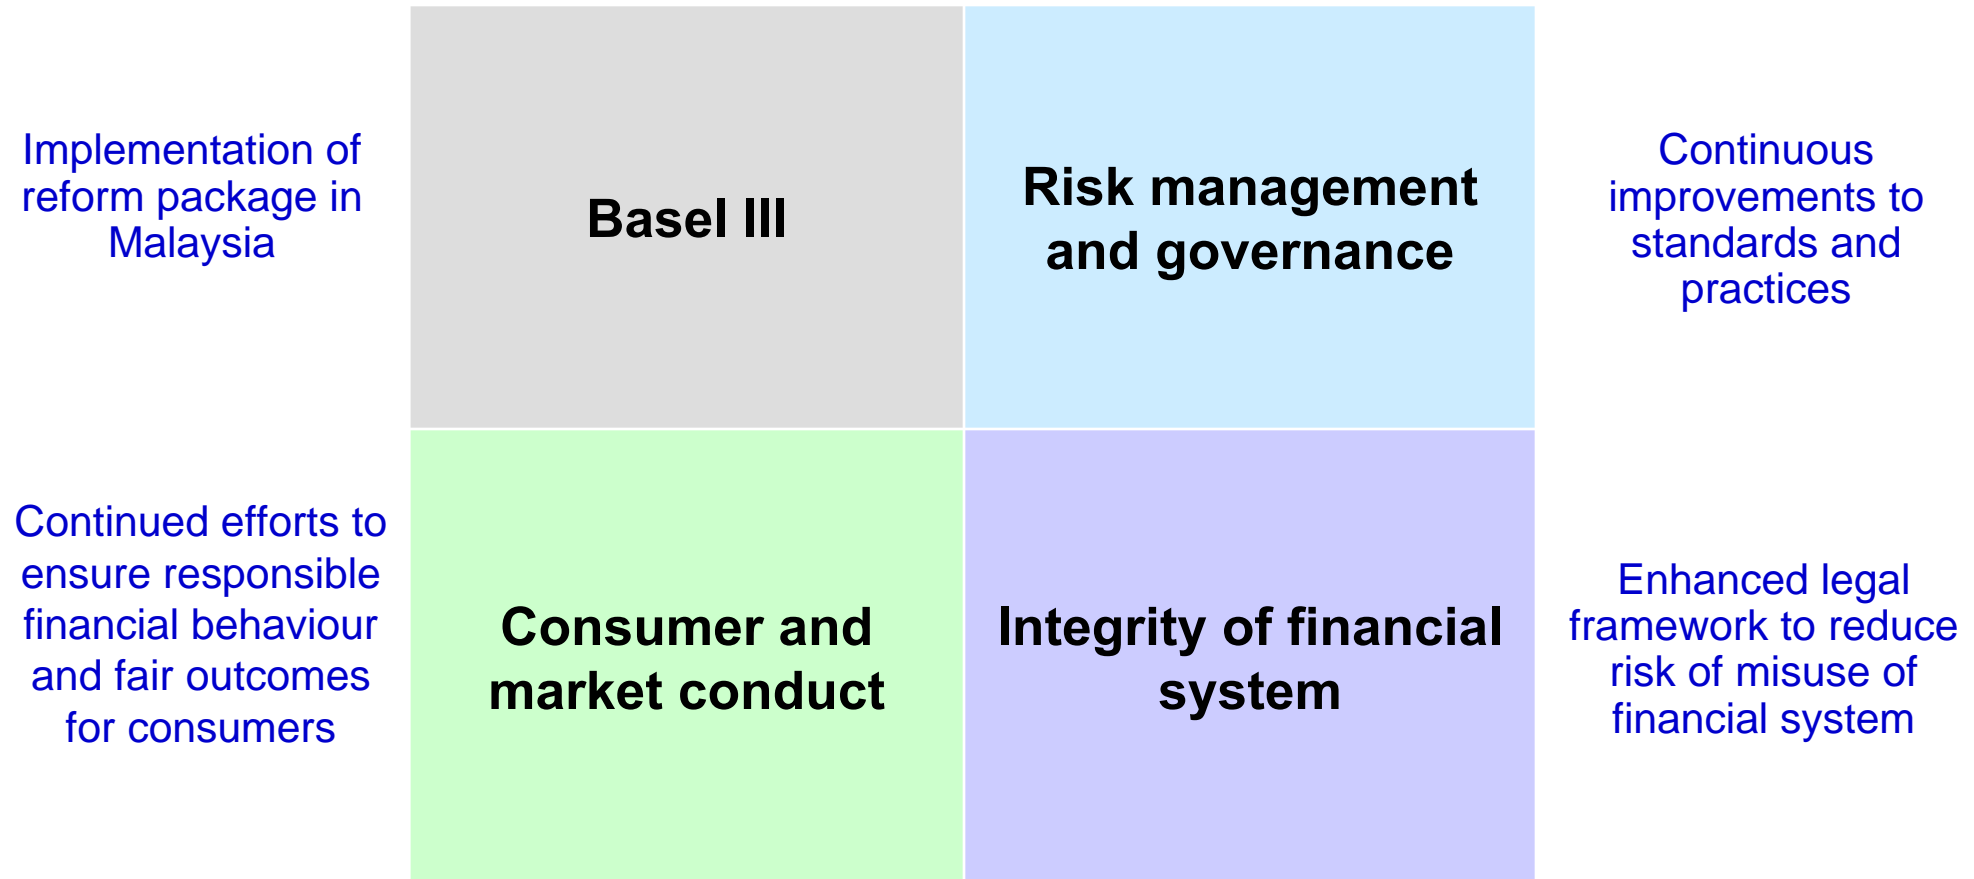 Implementation of
reform package in
Malaysia
Basel III
Risk management
and governance
Continuous
improvements to
standards and
practices
Continued efforts to
ensure responsible
financial behaviour
and fair outcomes
for consumers
Consumer and
market conduct
Integrity of financial
system
Enhanced legal
framework to reduce
risk of misuse of
financial system